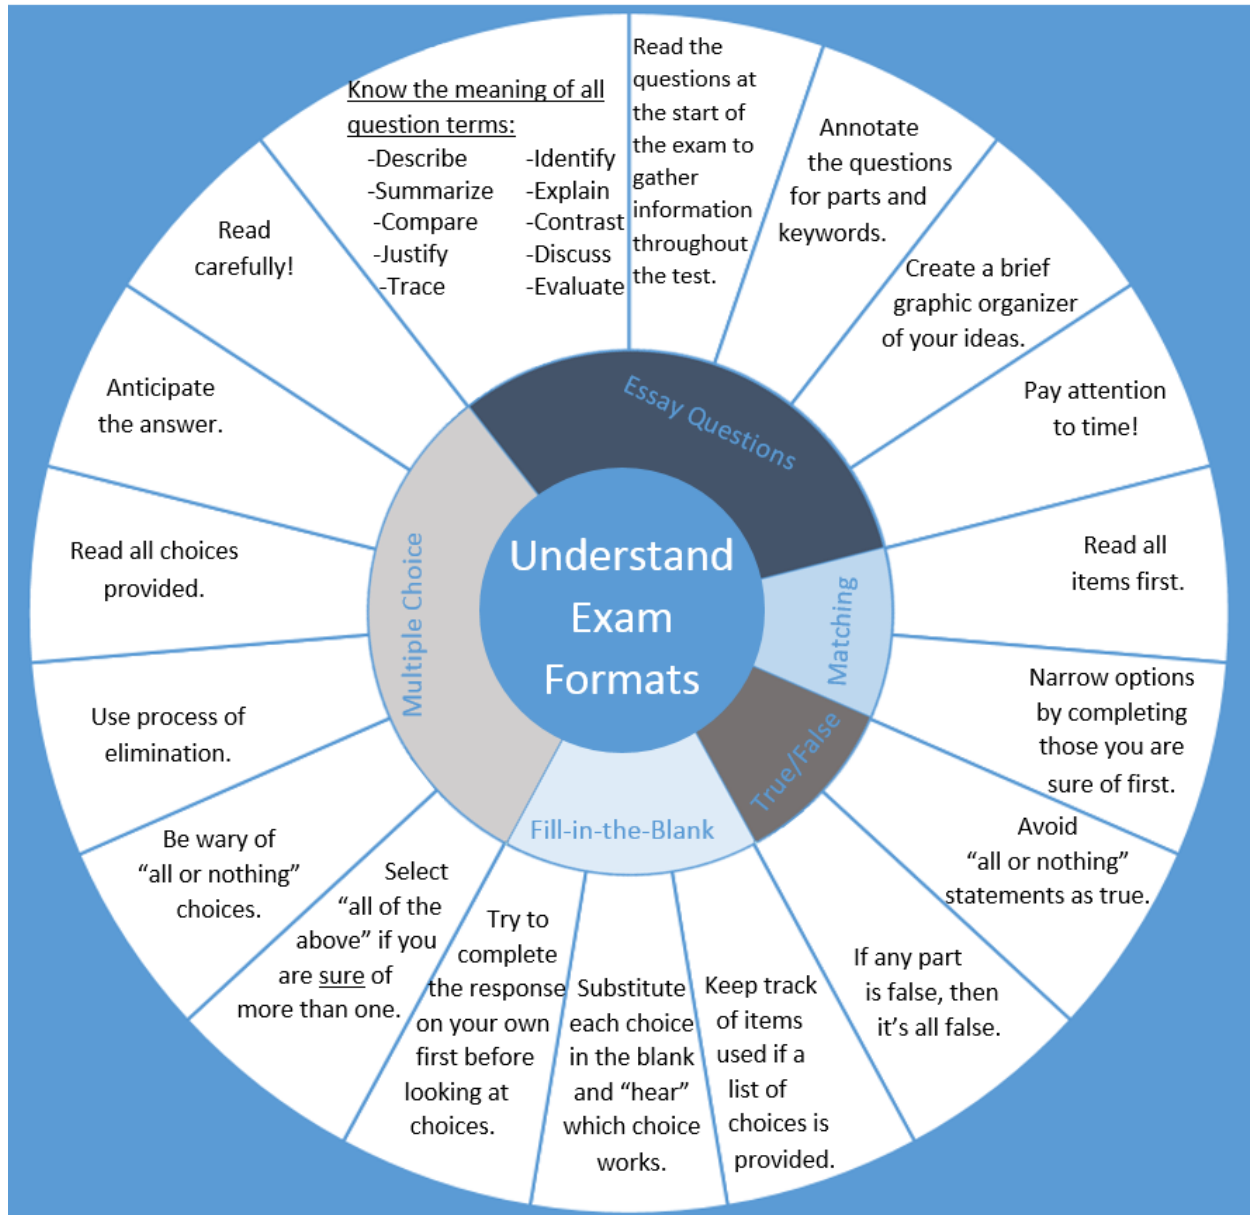 Understand
Exam
Formats
Essay Questions
Know the meaning of all
question terms:
-Describe
-Summarize
-Compare
-Justify
-Trace
-Identify
-Explain
-Contrast
-Discuss
-Evaluate
Read the
questions at
the start of
the exam to
gather
information
throughout
the test.
Annotate
the questions
for parts and
keywords.
Create a brief
graphic organizer
of your ideas.
Pay attention
to time!
Matching
Read all
items first.
Narrow options
by completing
those you are
sure of first.
True/False
Avoid
“all or nothing”
statements as true.
If any part
is false, then
it’s all false.
Fill-in-the-Blank
Keep track
of items
used if a
list of
choices is
provided.
Substitute
each choice
in the blank
and “hear”
which choice
works.
Try to
complete
the response
on your own
first before
looking at
choices.
Multiple Choice
Select
“all of the
above” if you
are sure of
more than one.
Be wary of
“all or nothing”
choices.
Use process of
elimination.
Read all choices
provided.
Anticipate
the answer.
Read
carefully!